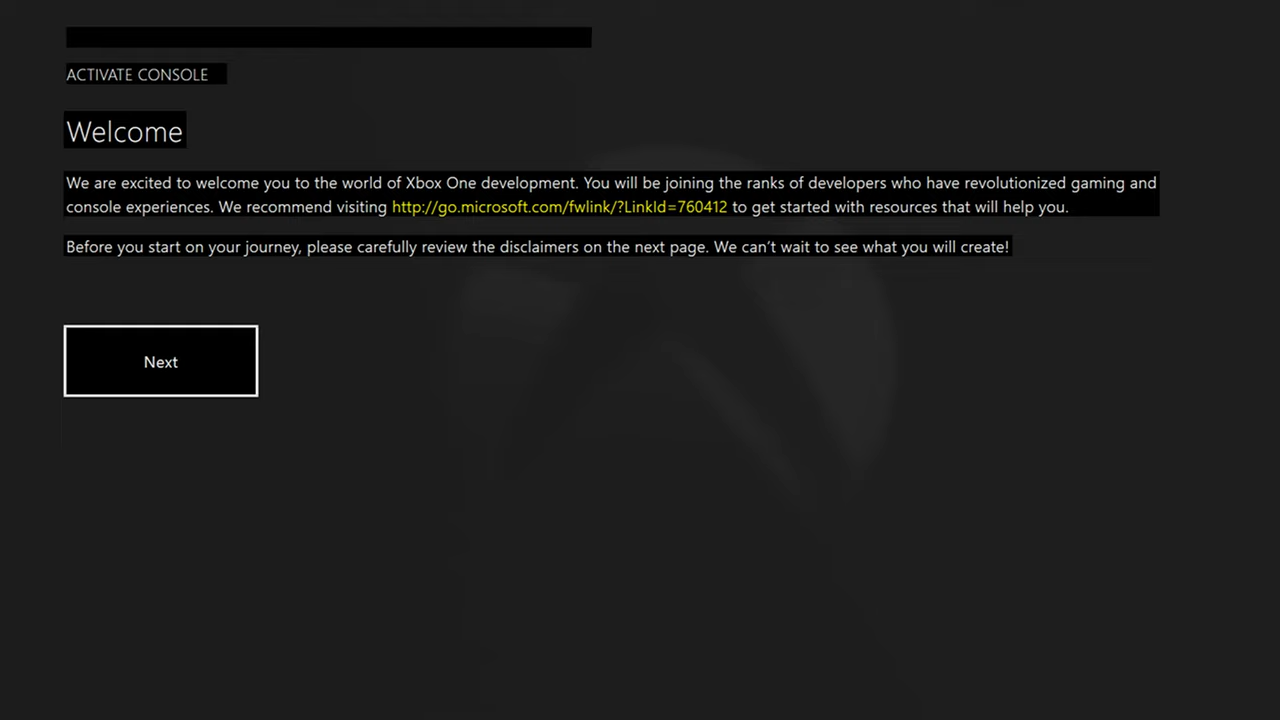 ACTIVATE CONSOLE
Welcome
We are excited to welcome you to the world of Xbox One development. You will be joining the ranks of developers who have revolutionized gaming and
console experiences. We recommend visiting http://go.microsoft.com/fwlink/?LinkId=760412 to get started with resources that will help you.
Before you start on your journey, please carefully review the disclaimers on the next page. We can’t wait to see what you will create!
Next